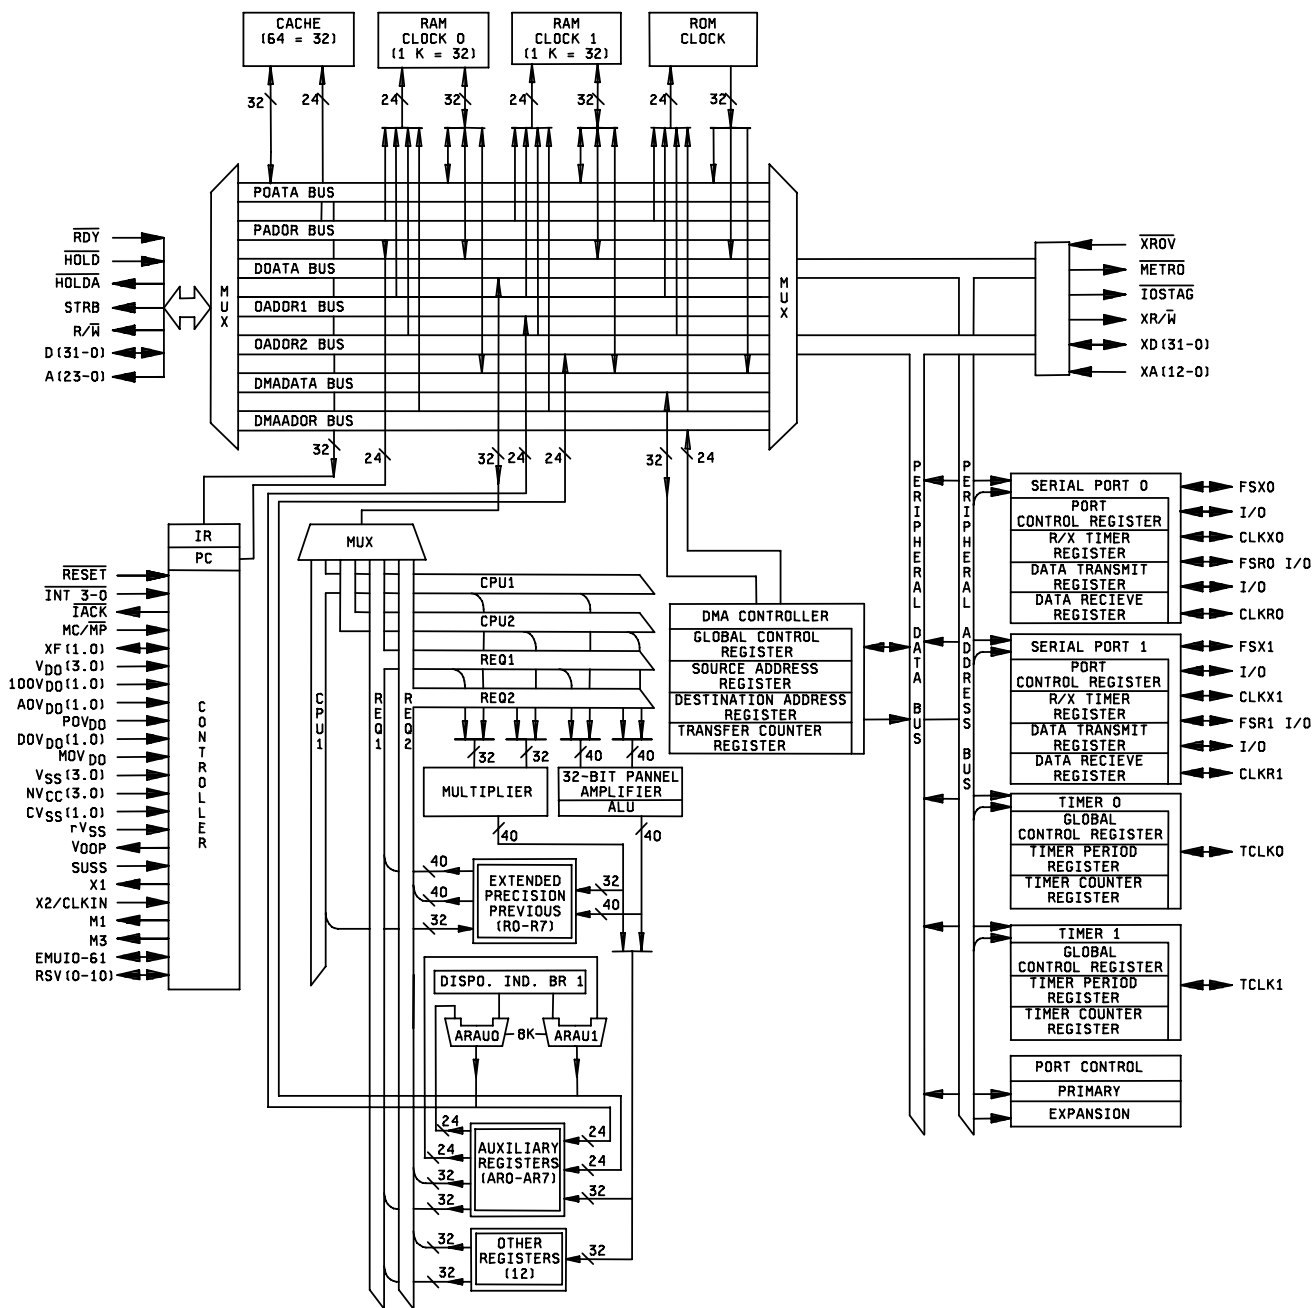 CACHE
(64 = 32)
RAM
CLOCK 0
(1 K = 32)
RAM
CLOCK 1
(1 K = 32)
ROM
CLOCK
32
24
24
32
24
32
24
32
MUX
PDATA BUS
PADOR BUS
DOATA BUS
OADOR1 BUS
OADOR2 BUS
DMADATA BUS
DMAADOR BUS
MUX
RDY
HOLD
HOLDA
STRB
R/W
D(31-0)
A(23-0)
XROV
METRO
IOSTAG
XR/W
XD(31-0)
XA(12-0)
32
24
32
24
24
32
24
IR
PC
CONTROLLER
RESET
INT 3-0
IACK
MC/MP
XF(1.0)
VDO(3.0)
100VDO(1.0)
AOVDO(1.0)
POVDO
DOVDO(1.0)
MOVDO
VSS(3.0)
NVCC(3.0)
CVSS(1.0)
rVSS
VOOP
SUSS
X1
X2/CLKIN
M1
M3
EMUIO-61
RSV(0-10)
MUX
CPU1
CPU2
REQ1
REQ2
CPU1
REQ1
REQ2
32
32
40
40
MULTIPLIER
32-BIT PANNEL
AMPLIFIER
ALU
40
40
40
40
32
EXTENDED
PRECISION
PREVIOUS
(R0-R7)
32
40
DISPO. IND. BR 1
ARAU0
8K
ARAU1
24
24
32
32
AUXILIARY
REGISTERS
(AR0-AR7)
24
24
32
32
32
OTHER
REGISTERS
(12)
32
DMA CONTROLLER
GLOBAL CONTROL
REGISTER
SOURCE ADDRESS
REGISTER
DESTINATION ADDRESS
REGISTER
TRANSFER COUNTER
REGISTER
PERIGERAL DATA BUS
PERIPHERAL ADDRESS BUS
SERIAL PORT 0
PORT
CONTROL REGISTER
R/X TIMER
REGISTER
DATA TRANSMIT
REGISTER
DATA RECIEVE
REGISTER
FSX0
I/O
CLKX0
FSR0 I/O
I/O
CLKR0
SERIAL PORT 1
PORT
CONTROL REGISTER
R/X TIMER
REGISTER
DATA TRANSMIT
REGISTER
DATA RECIEVE
REGISTER
FSX1
I/O
CLKX1
FSR1 I/O
I/O
CLKR1
TIMER 0
GLOBAL
CONTROL REGISTER
TIMER PERIOD
REGISTER
TIMER COUNTER
REGISTER
TCLK0
TIMER 1
GLOBAL
CONTROL REGISTER
TIMER PERIOD
REGISTER
TIMER COUNTER
REGISTER
TCLK1
PORT CONTROL
PRIMARY
EXPANSION